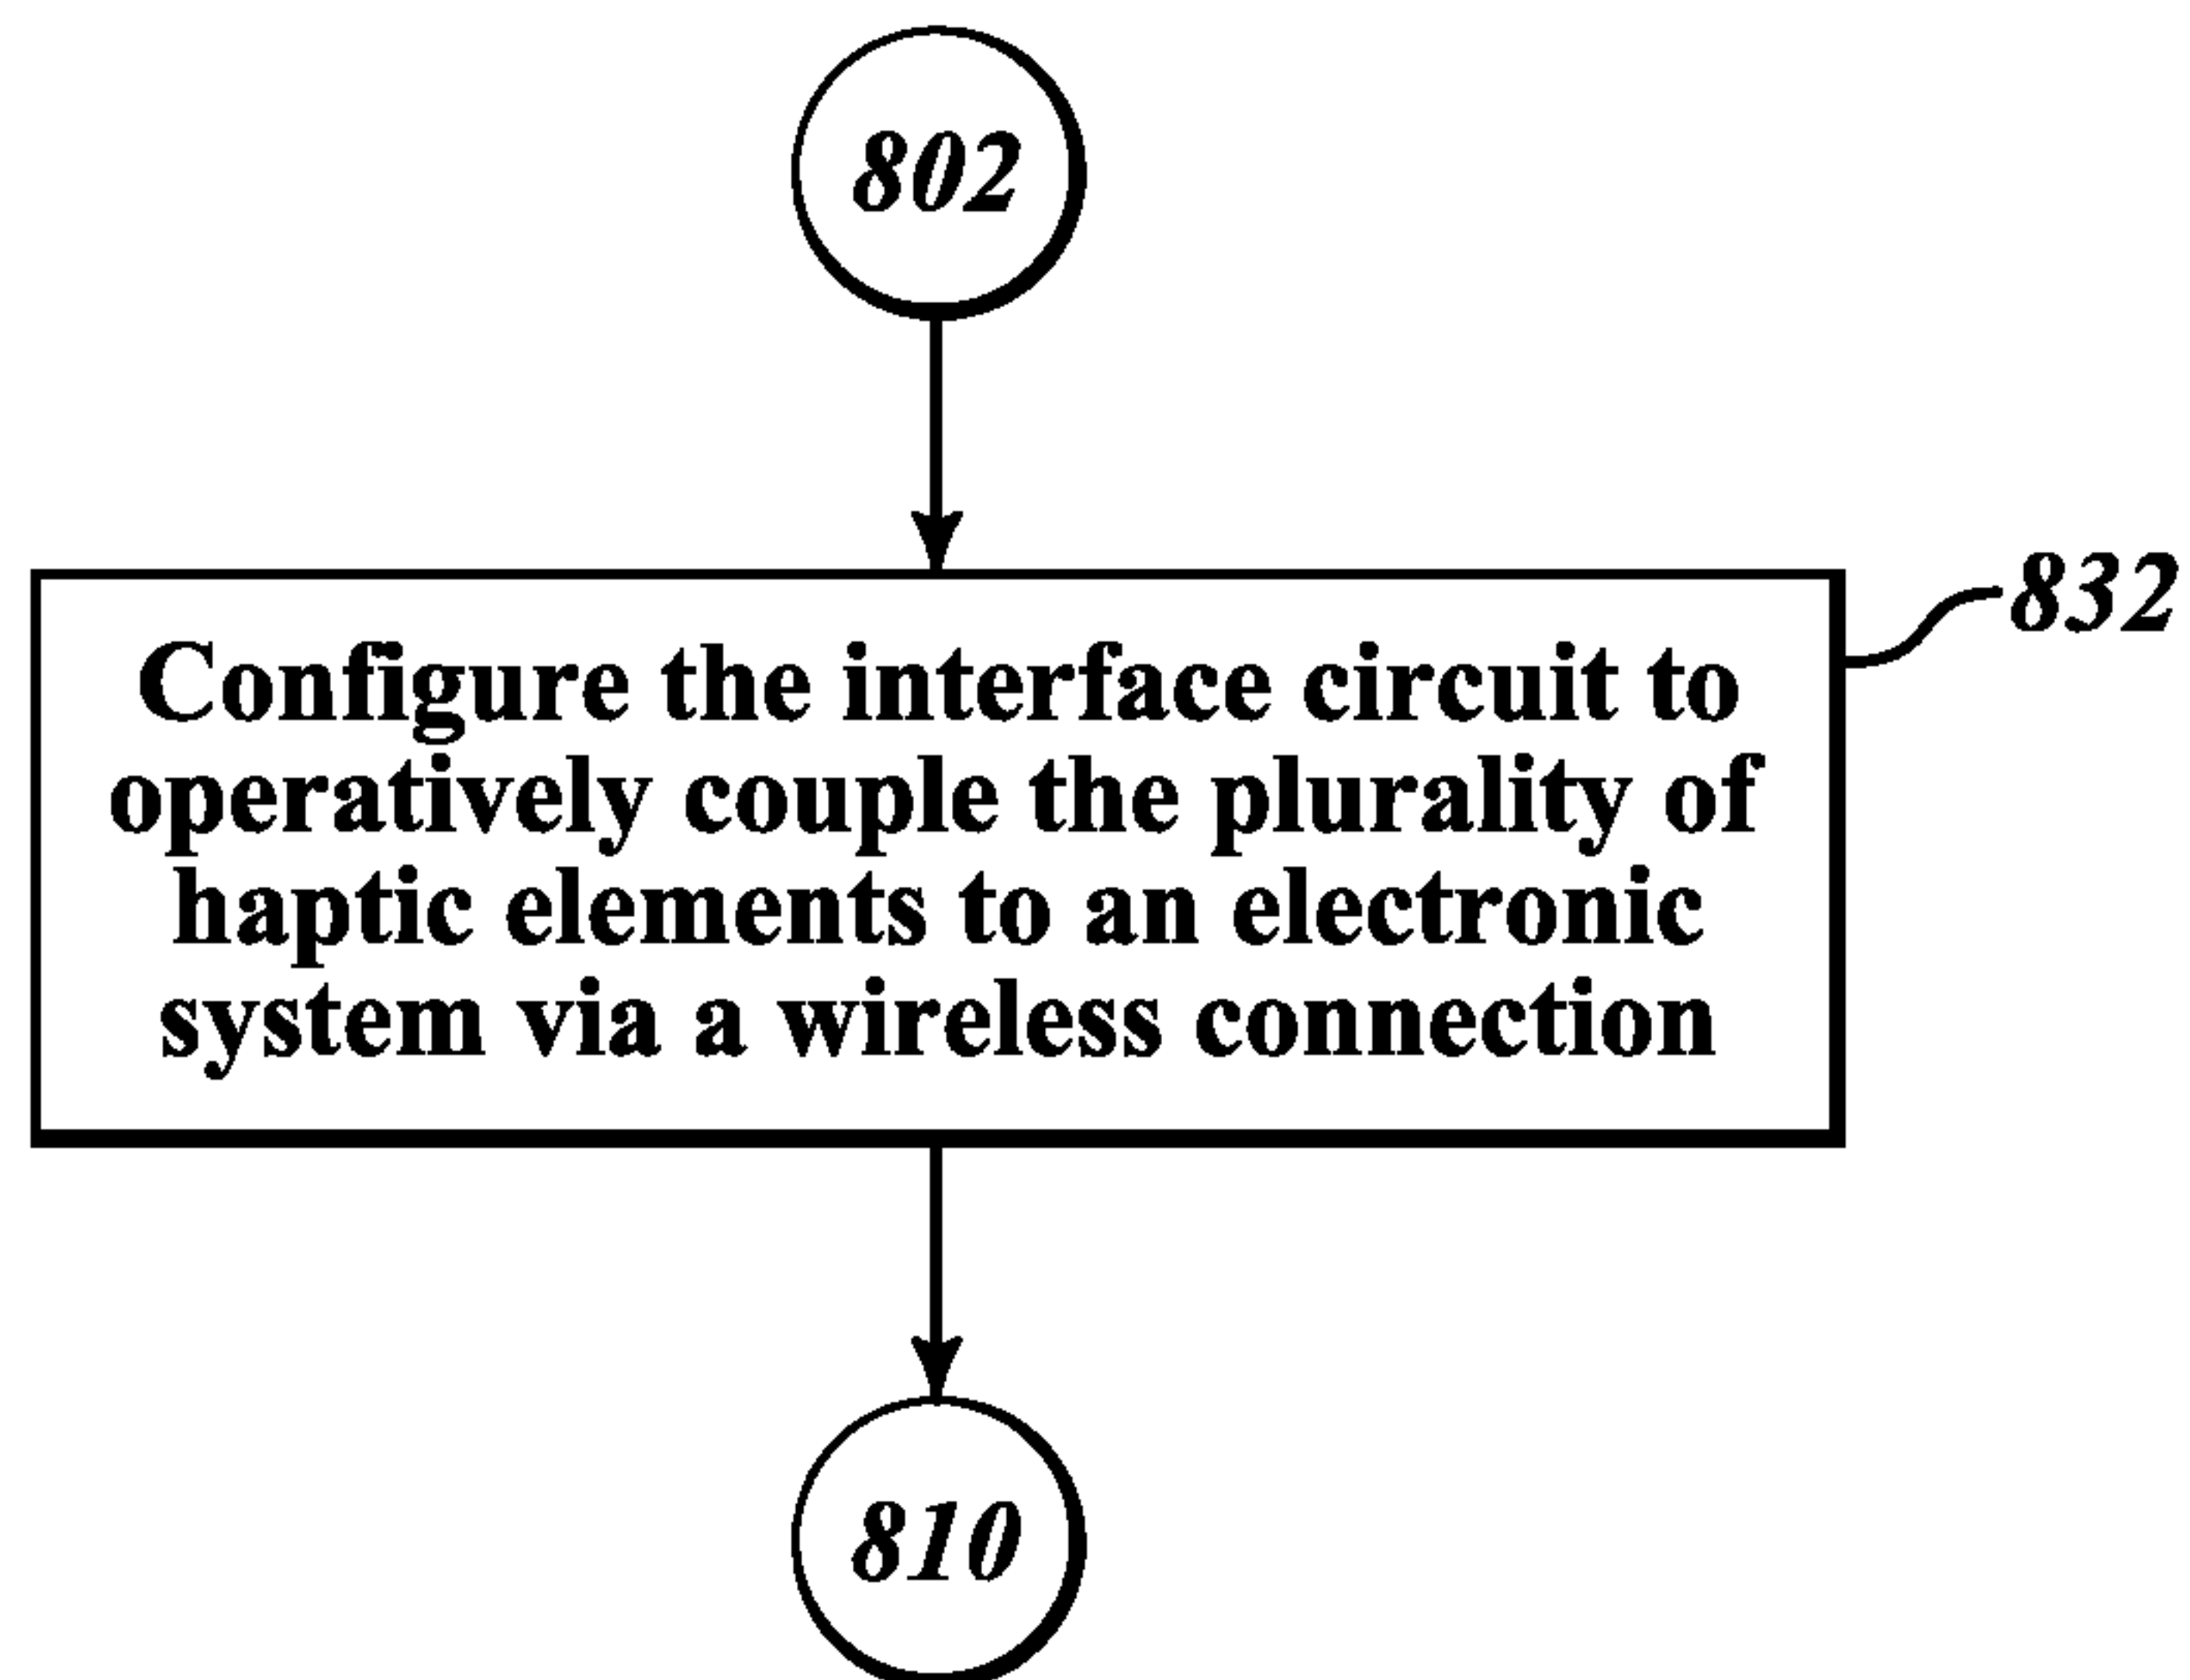 802
832
Configure the interface circuit to
operatively couple the plurality of
haptic elements to an electronic
system via a wireless connection
810